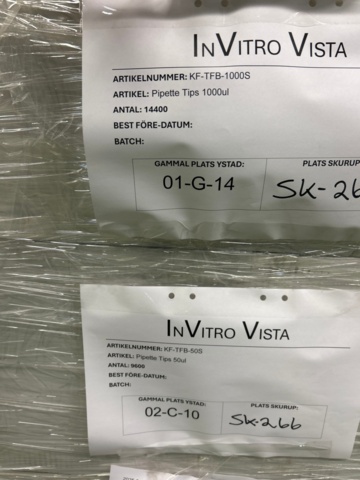 INVITRO VISTA
ARTIKELNUMMER: KF-TFB-1000S
ARTIKEL: Pipette Tips 1000ul
ANTAL: 14400
BEST FÖRE-DATUM:
BATCH:
GAMMAL PLATS YSTAD: PLATS SKURUP:
01-G-14
INVITRO VISTA
ARTIKELNUMMER: KF-TFB-50S
ARTIKEL: Pipette Tips 50ul
ANTAL: 9600
BEST FÖRE-DATUM:
BATCH:
GAMMAL PLATS YSTAD: PLATS SKURUP:
02-C-10 SK-266